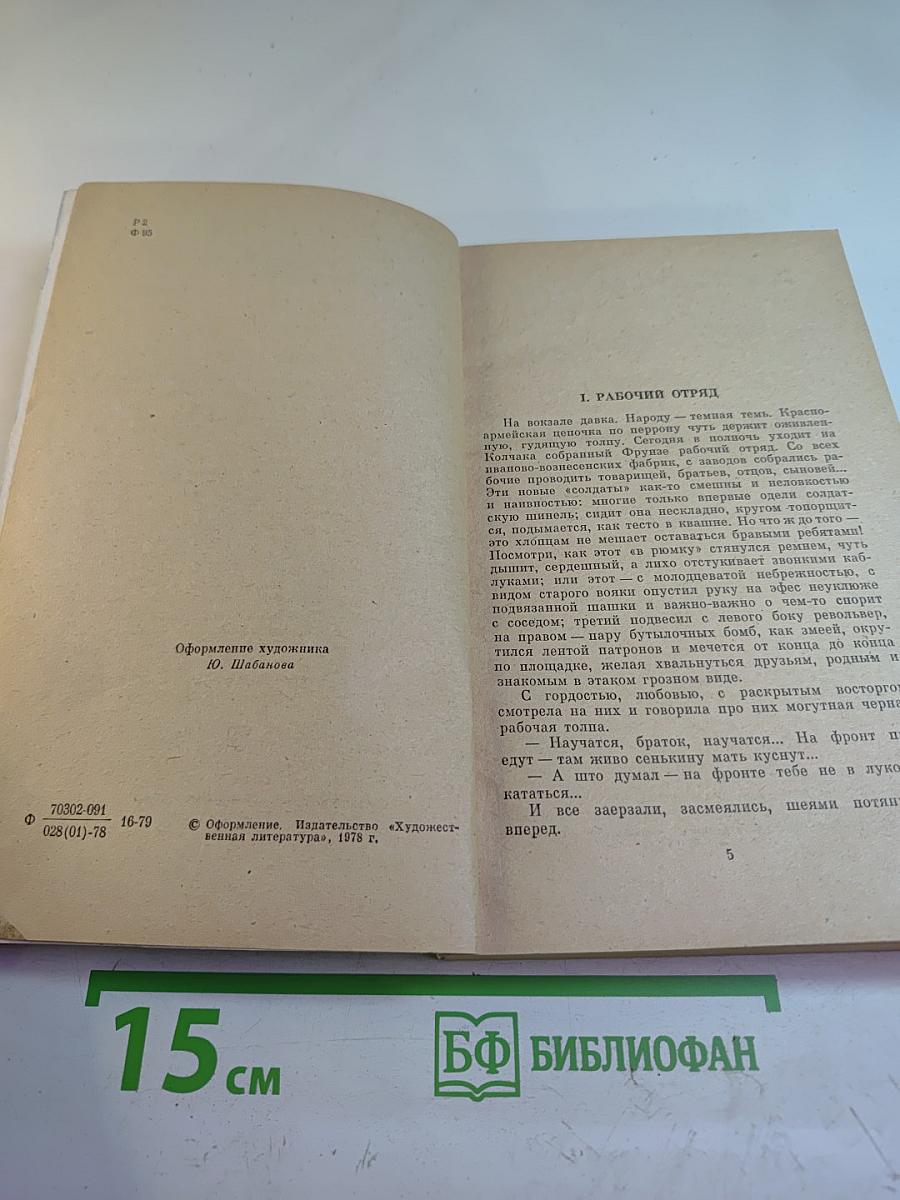 Р2
Ф95
Оформление художника
Ю. Шабанова
Ф 70302-091 16-79
028(01)-78
© Оформление. Издательство «Художест-
венная литература», 1978 г.
I. РАБОЧИЙ ОТРЯД
На вокзале давка. Народу — темная темь. Красно-
армейская цепочка по перрону чуть держит оживлен-
ную, гудящую толпу. Сегодня в полночь уходит на
Колчака собранный Фрунзе рабочий отряд. Со всех
иваново-вознесенских фабрик, с заводов собрались ра-
бочие проводить товарищей, братьев, отцов, сыновей...
Эти новые «солдаты» как-то смешны и неловкостью
и наивностью: многие только впервые одели солдат-
скую шинель; сидит она нескладно, кругом топорщит-
ся, подымается, как тесто в квашне. Но что ж до того —
это хлопцам не мешает оставаться бравыми ребятами!
Посмотри, как этот «в рюмку» стянулся ремнем, чуть
дышит, сердешный, а лихо отстукивает звонкими каб-
луками; или этот — с молодцеватой небрежностью, с
видом старого вояки опустил руку на эфес неуклюже
подвязанной шашки и важно-важно о чем-то спорит
с соседом; третий подвесил с левого боку револьвер,
на правом — пару бутылочных бомб, как змеей, окру-
тился лентой патронов и мечется от конца до конца
по площадке, желая хвальнуться друзьям, родным и
знакомым в этаком грозном виде.
С гордостью, любовью, с раскрытым восторгом
смотрела на них и говорила про них могутная черна
рабочая толпа.
— Научатся, браток, научатся... На фронт п
едут — там живо сенькину мать куснут...
— А што думал — на фронте тебе не в луко
кататься...
И все заерзали, засмеялись, шеями потян
вперед.
5
15 см
БФ БИБЛИОФАН